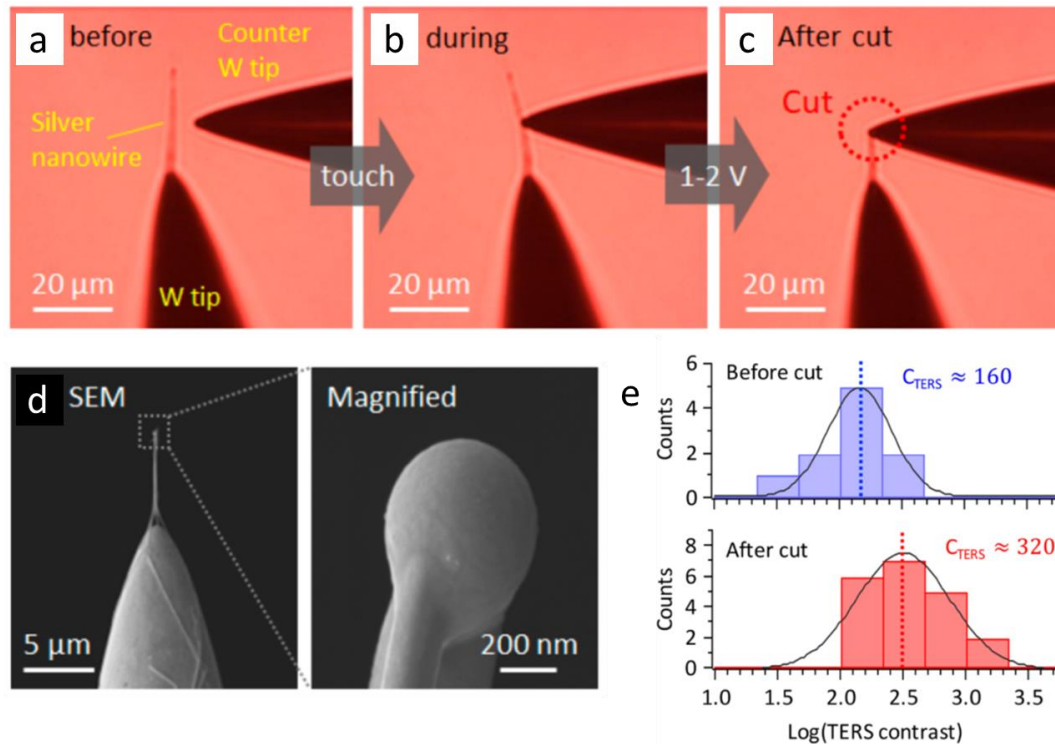 a before
Counter
W tip
Silver
nanowire
W tip
20 μm
touch
b during
20 μm
1-2 V
c After cut
Cut
20 μm
d SEM
5 μm
Magnified
200 nm
e
Before cut
C_TERS ≈ 160
Counts
6
4
2
0
After cut
C_TERS ≈ 320
Counts
8
6
4
2
0
1.0 1.5 2.0 2.5 3.0 3.5
Log(TERS contrast)